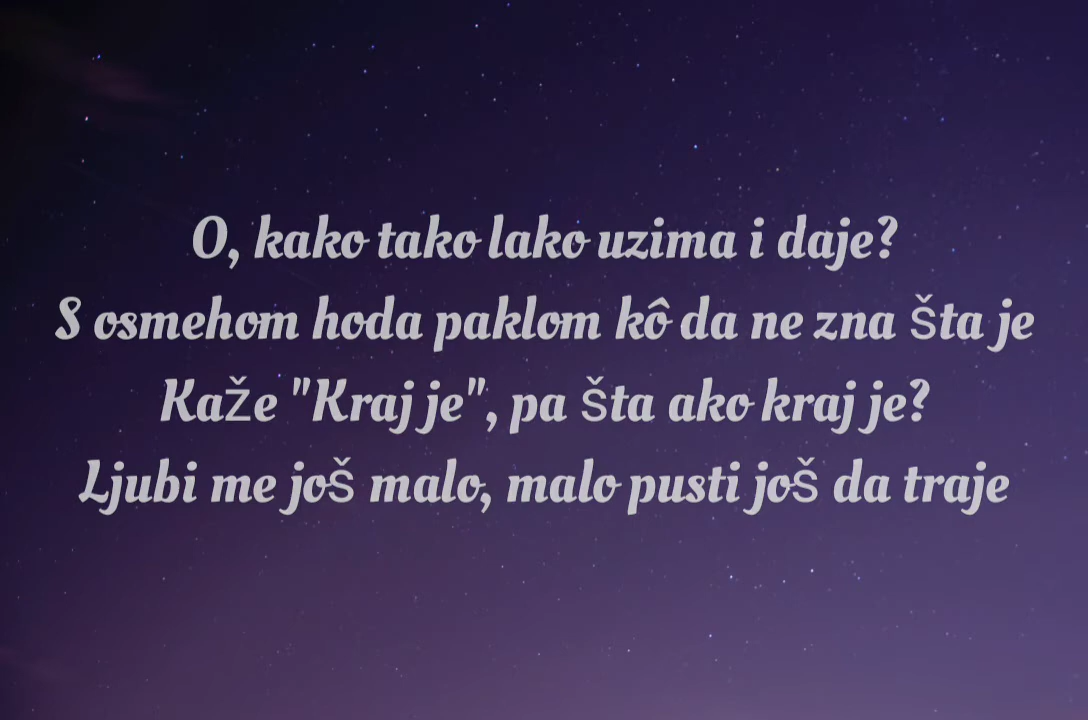 O, kako tako lako uzima i daje?
S osmehom hoda paklom kô da ne zna šta je
Kaže "Kraj je", pa šta ako kraj je?
Ljubi me još malo, malo pusti još da traje